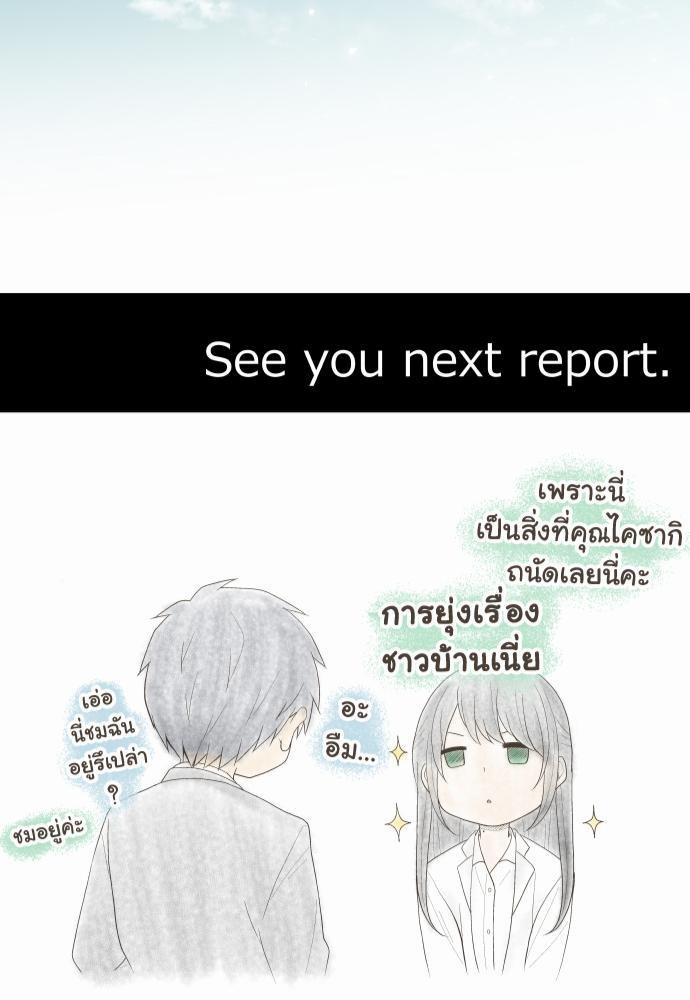 See you next report.
เพราะนี่
เป็นสิ่งที่คุณไคซากิ
ถนัดเลยนี่คะ
การยุ่งเรื่อง
ชาวบ้านเนี่ย
อะ
อืม...
เอ่อ
นี่ชมฉัน
อยู่รึเปล่า
?
ชมอยู่ค่ะ